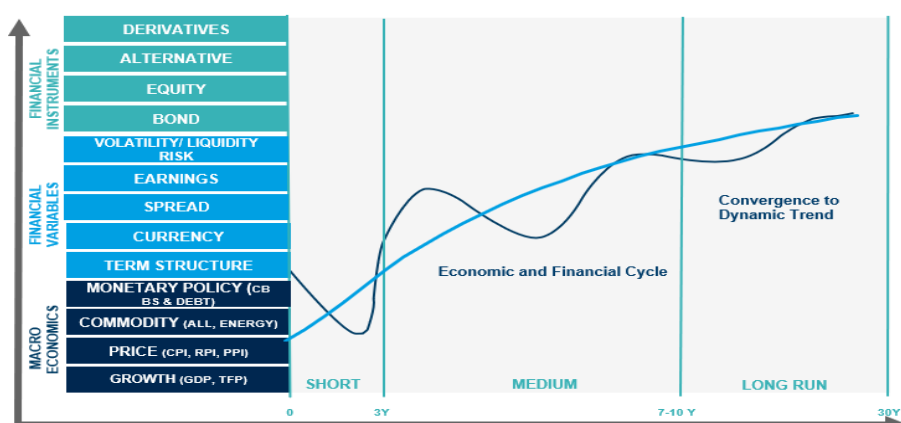 FINANCIAL
INSTRUMENTS
DERIVATIVES
ALTERNATIVE
EQUITY
BOND
FINANCIAL
VARIABLES
VOLATILITY/ LIQUIDITY
RISK
EARNINGS
SPREAD
CURRENCY
TERM STRUCTURE
MACRO
ECONOMICS
MONETARY POLICY (CB
BS & DEBT)
COMMODITY (ALL, ENERGY)
PRICE (CPI, RPI, PPI)
GROWTH (GDP, TFP)
Convergence to
Dynamic Trend
Economic and Financial Cycle
SHORT
MEDIUM
LONG RUN
0
3Y
7-10 Y
30Y